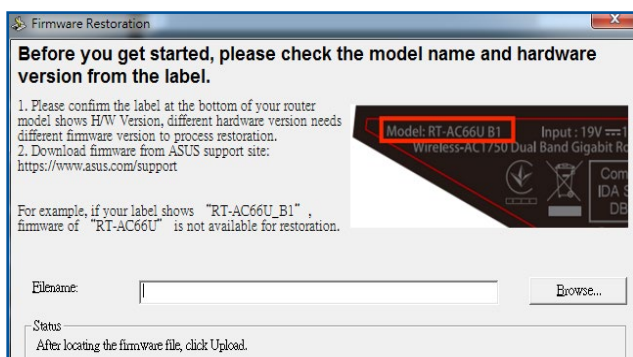 Firmware Restoration
Before you get started, please check the model name and hardware
version from the label.
1. Please confirm the label at the bottom of your router
model shows H/W Version, different hardware version needs
different firmware version to process restoration.
2. Download firmware from ASUS support site:
https://www.asus.com/support
For example, if your label shows “RT-AC66U_B1”,
firmware of “RT-AC66U” is not available for restoration.
Model: RT-AC66U B1
Input : 19V
Wireless-AC1750 Dual Band Gigabit Ro
Com
IDA S
DB
Filename:
Browse...
Status
After locating the firmware file, click Upload.